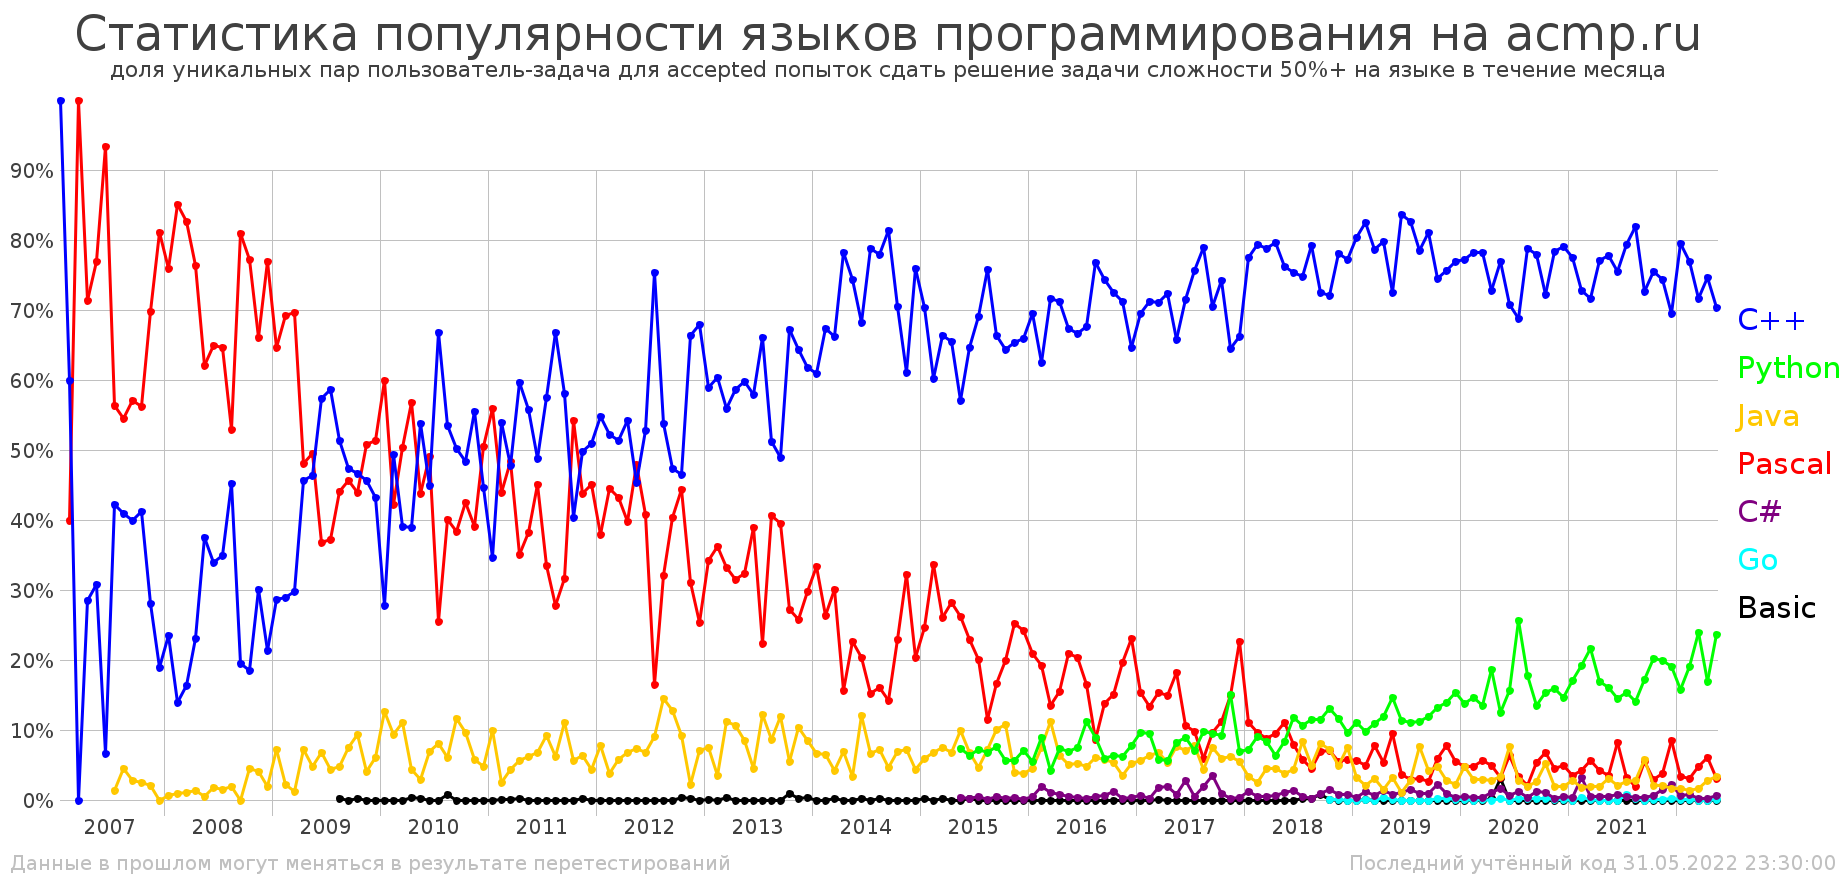 Статистика популярности языков программирования на acmp.ru
доля уникальных пар пользователь-задача для accepted попыток сдать решение задачи сложности 50%+ на языке в течение месяца
90%
80%
70%
60%
50%
40%
30%
20%
10%
0%
2007 2008 2009 2010 2011 2012 2013 2014 2015 2016 2017 2018 2019 2020 2021
C++
Python
Java
Pascal
C#
Go
Basic
Данные в прошлом могут меняться в результате перетестирований
Последний учтённый код 31.05.2022 23:30:00